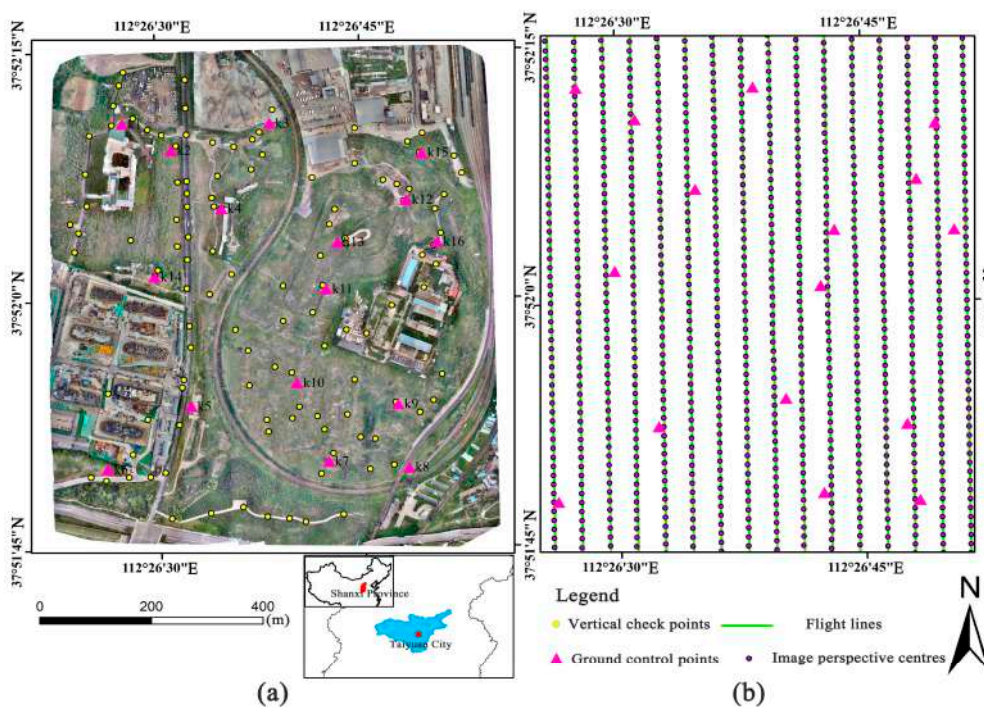 112°26'30"E
112°26'45"E
112°26'30"E
112°26'45"E
37°52'15"N
37°52'15"N
k3
k2
k15
k12
k4
k13
k16
k14
k11
37°52'0"N
37°52'0"N
k10
k5
k9
k7
k8
k6
37°51'45"N
37°51'45"N
112°26'30"E
112°26'45"E
112°26'30"E
112°26'45"E
0
200
400
(m)
Shanxi Province
Taiyuan City
Legend
Vertical check points
Flight lines
Ground control points
Image perspective centres
N
(a)
(b)